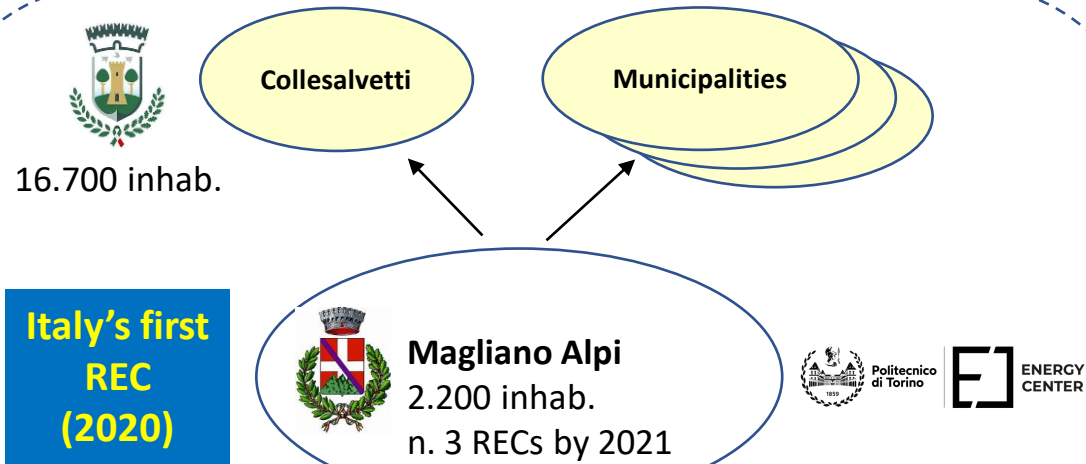 Collesalvetti
Municipalities
16.700 inhab.
Italy's first
REC
(2020)
Magliano Alpi
2.200 inhab.
n. 3 RECs by 2021
Politecnico
di Torino
1859
ENERGY
CENTER